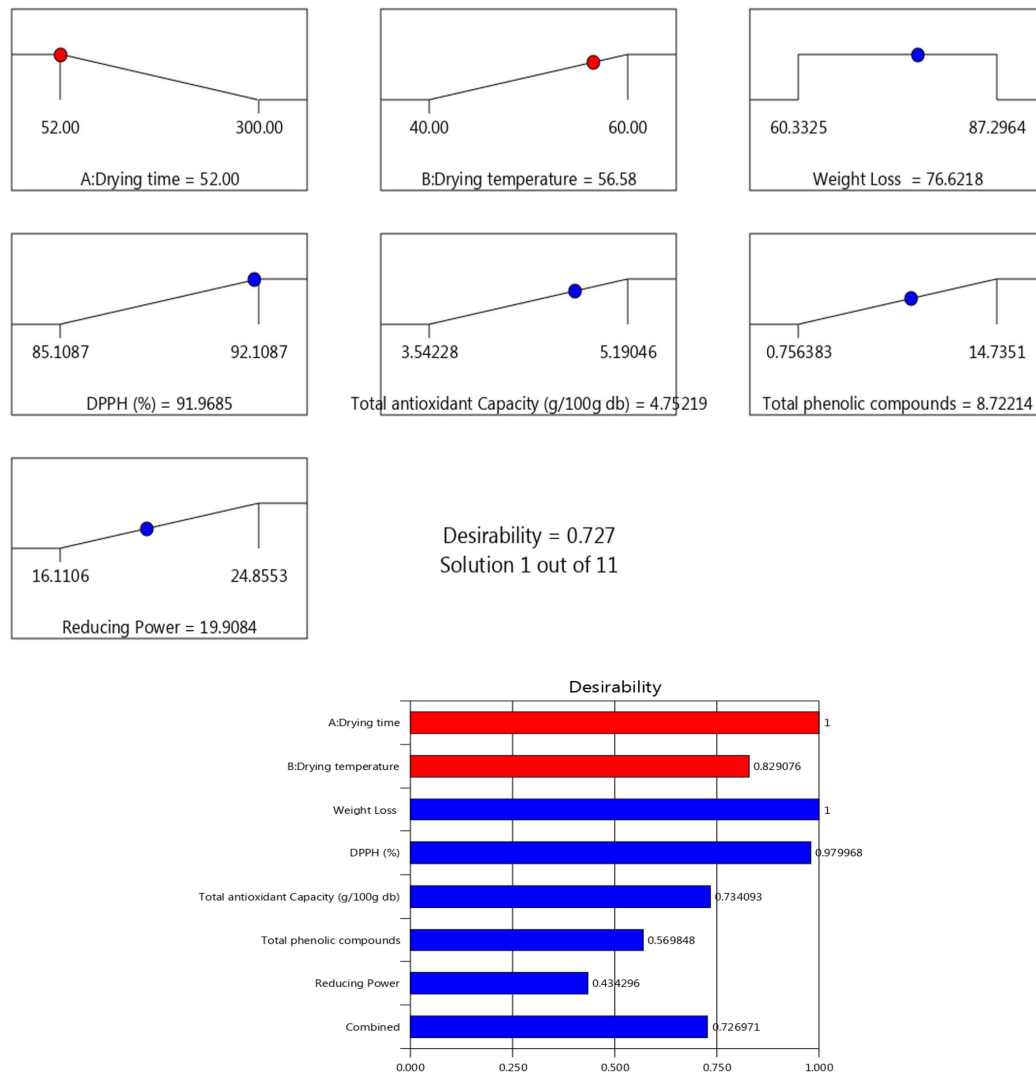 52.00 300.00
A:Drying time = 52.00
40.00 60.00
B:Drying temperature = 56.58
60.3325 87.2964
Weight Loss = 76.6218
85.1087 92.1087
DPPH (%) = 91.9685
3.54228 5.19046
Total antioxidant Capacity (g/100g db) = 4.75219
0.756383 14.7351
Total phenolic compounds = 8.72214
16.1106 24.8553
Reducing Power = 19.9084
Desirability = 0.727
Solution 1 out of 11
Desirability
A:Drying time 1
B:Drying temperature 0.829076
Weight Loss 1
DPPH (%) 0.979968
Total antioxidant Capacity (g/100g db) 0.734093
Total phenolic compounds 0.569848
Reducing Power 0.434296
Combined 0.726971
0.000 0.250 0.500 0.750 1.000